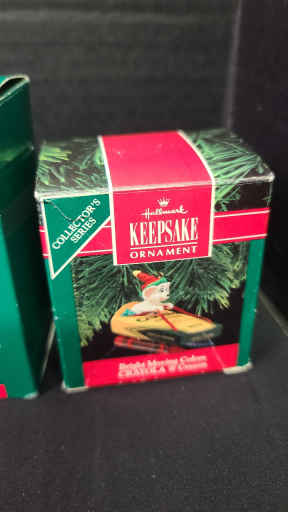 COLLECTOR'S
SERIES
Hallmark
KEEPSAKE
ORNAMENT
Bright Moving Colors
CRAYOLA ® Crayon